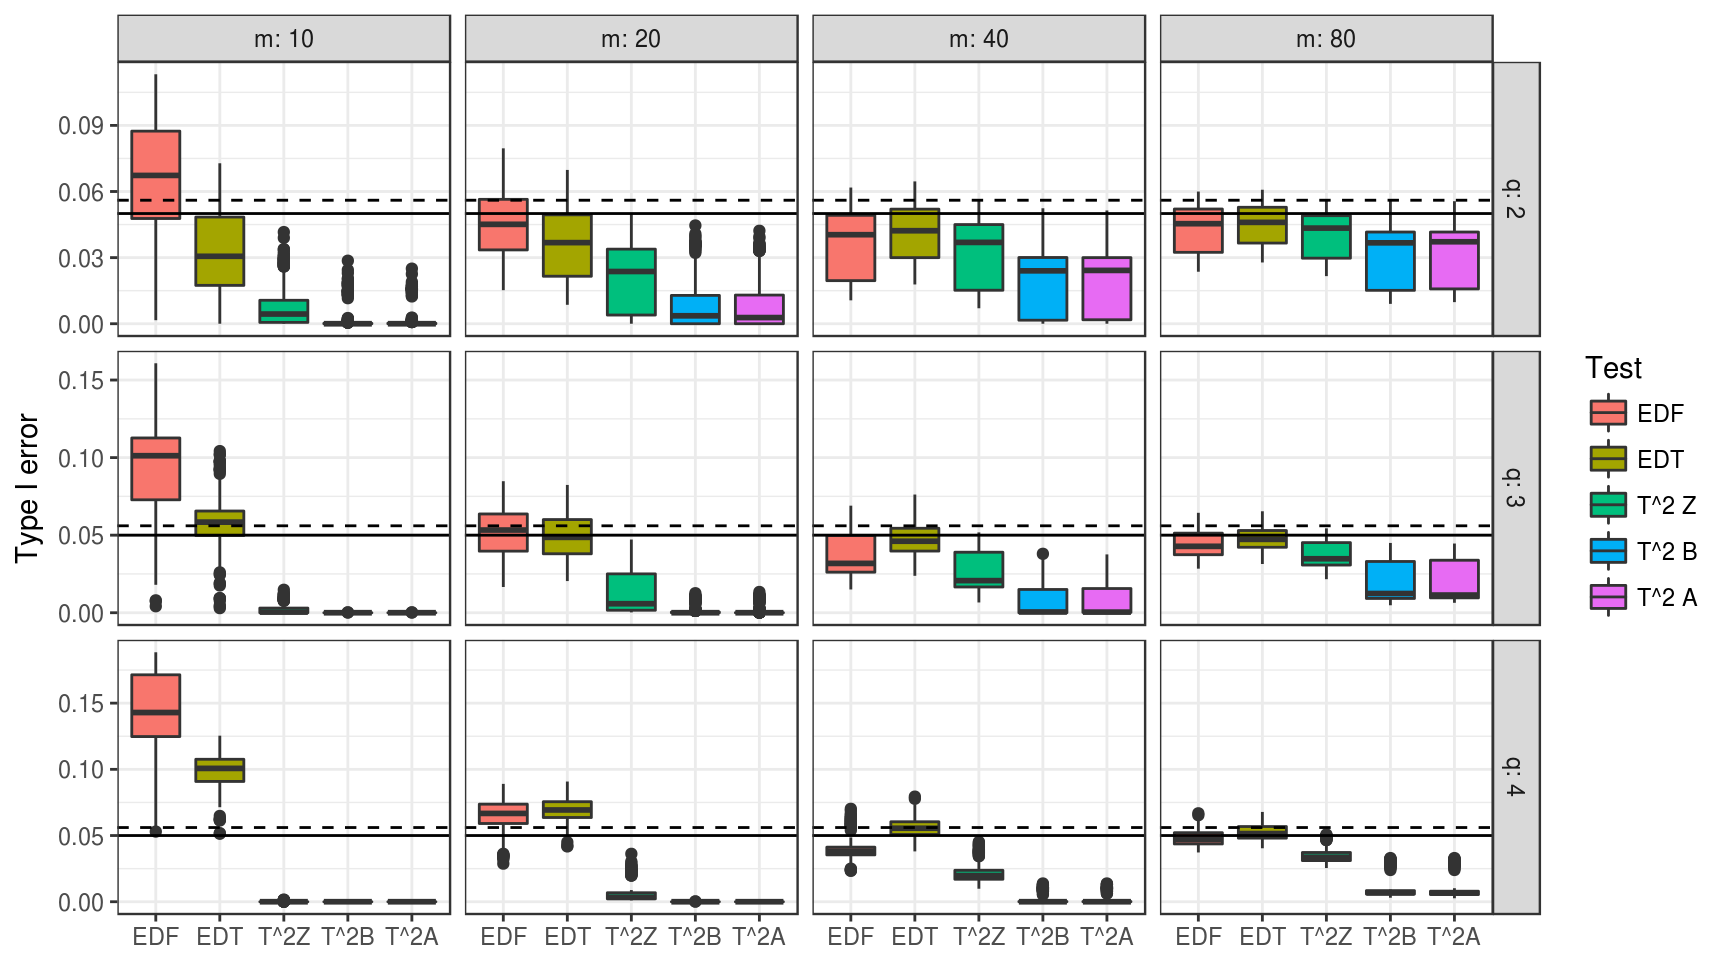 m: 10 m: 20 m: 40 m: 80
0.09
0.06
0.03
0.00
q: 2
0.15
0.10
0.05
0.00
q: 3
0.15
0.10
0.05
0.00
q: 4
Type I error
EDF EDT T^2Z T^2B T^2A EDF EDT T^2Z T^2B T^2A EDF EDT T^2Z T^2B T^2A EDF EDT T^2Z T^2B T^2A
Test
EDF
EDT
T^2 Z
T^2 B
T^2 A